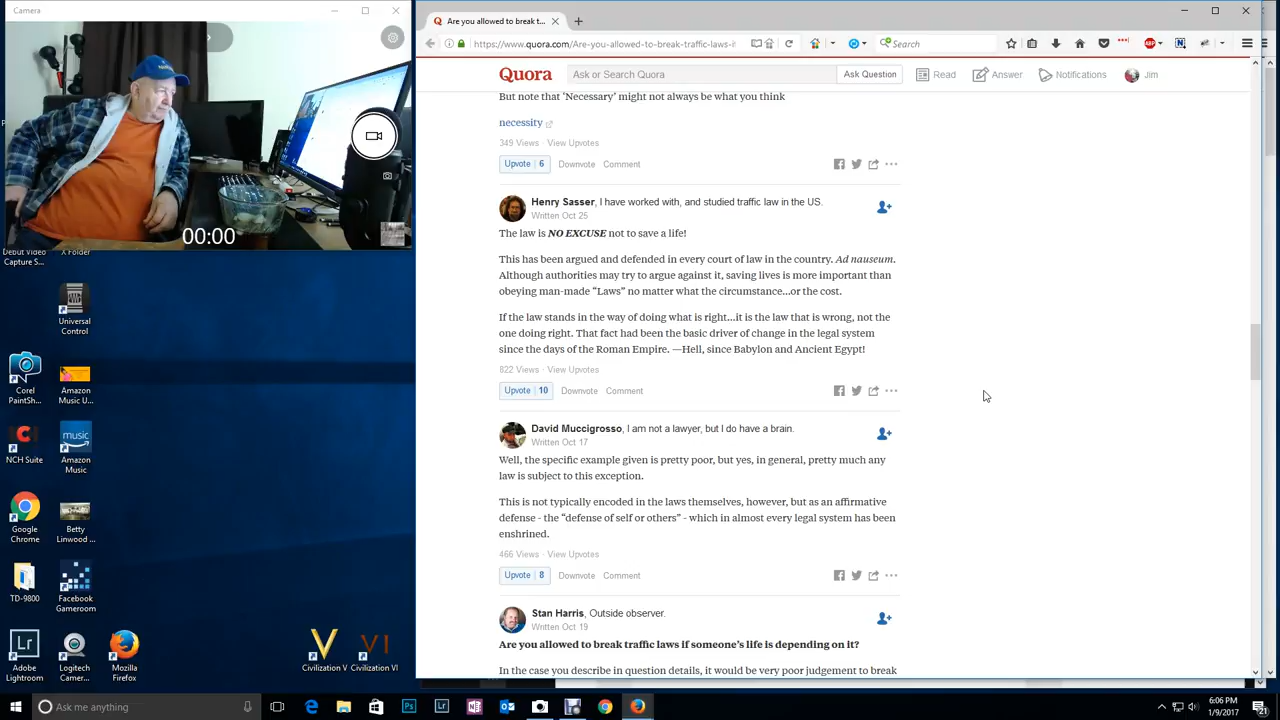 Camera
00:00
Debut Video
Capture S...
X Folder
Universal
Control
Corel
PaintSh...
Amazon
Music U...
NCH Suite
Amazon
Music
Google
Chrome
Betty
Linwood ...
TD-9800
Facebook
Gameroom
Adobe
Lightroom
Logitech
Camer...
Mozilla
Firefox
Civilization V
Civilization VI
Are you allowed to break t...
https://www.quora.com/Are-you-allowed-to-break-traffic-laws-i
Search
Quora
Ask or Search Quora
Ask Question
Read
Answer
Notifications
Jim
But note that ‘Necessary’ might not always be what you think
necessity
349 Views · View Upvotes
Upvote | 6 Downvote Comment
Henry Sasser, I have worked with, and studied traffic law in the US.
Written Oct 25
The law is NO EXCUSE not to save a life!
This has been argued and defended in every court of law in the country. Ad nauseum.
Although authorities may try to argue against it, saving lives is more important than
obeying man-made “Laws” no matter what the circumstance...or the cost.
If the law stands in the way of doing what is right...it is the law that is wrong, not the
one doing right. That fact had been the basic driver of change in the legal system
since the days of the Roman Empire. —Hell, since Babylon and Ancient Egypt!
822 Views · View Upvotes
Upvote | 10 Downvote Comment
David Muccigrosso, I am not a lawyer, but I do have a brain.
Written Oct 17
Well, the specific example given is pretty poor, but yes, in general, pretty much any
law is subject to this exception.
This is not typically encoded in the laws themselves, however, but as an affirmative
defense - the “defense of self or others” - which in almost every legal system has been
enshrined.
466 Views · View Upvotes
Upvote | 8 Downvote Comment
Stan Harris, Outside observer.
Written Oct 19
Are you allowed to break traffic laws if someone’s life is depending on it?
In the case you describe in question details, it would be very poor judgement to break
Ask me anything
6:06 PM
1/9/2017